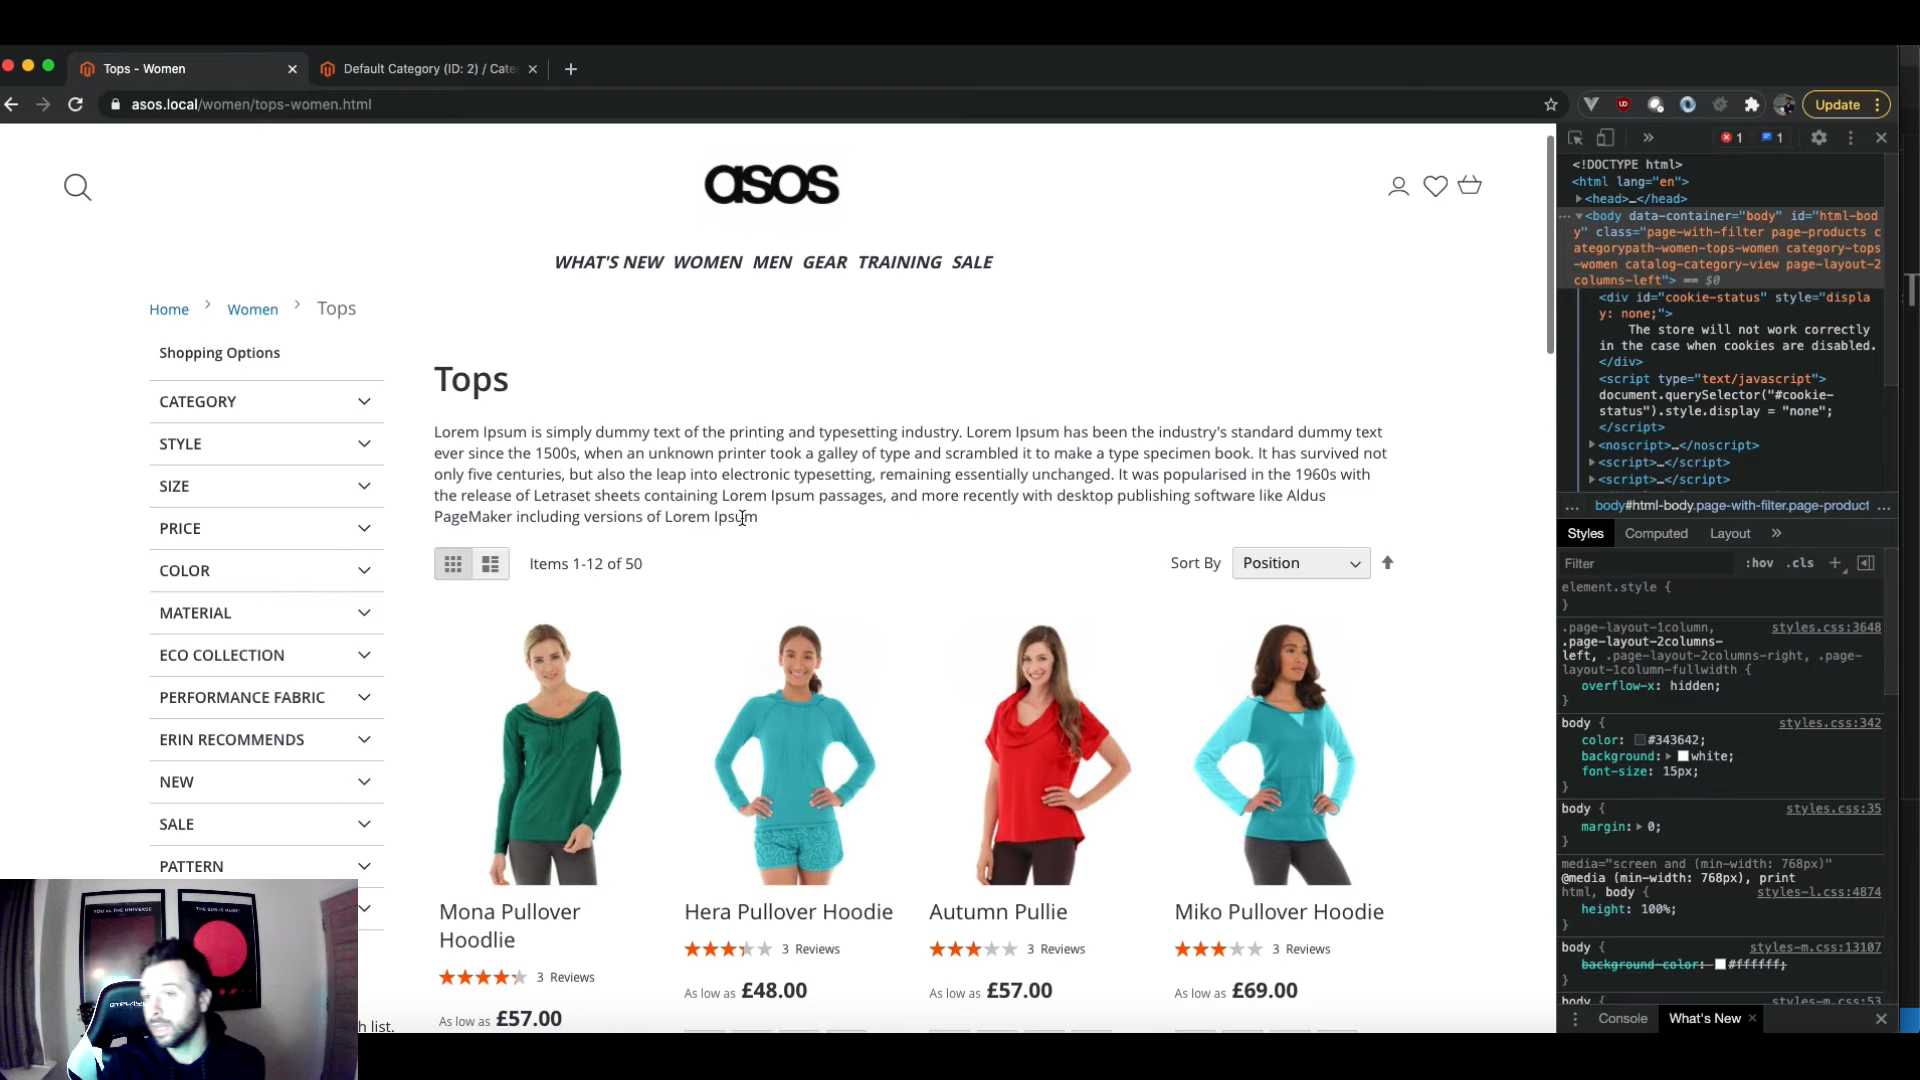 Tops - Women
Default Category (ID: 2) / Cate
asos.local/women/tops-women.html
Update
asos
WHAT'S NEW WOMEN MEN GEAR TRAINING SALE
Home
Women
Tops
Shopping Options
CATEGORY
STYLE
SIZE
PRICE
COLOR
MATERIAL
ECO COLLECTION
PERFORMANCE FABRIC
ERIN RECOMMENDS
NEW
SALE
PATTERN
Tops
Lorem Ipsum is simply dummy text of the printing and typesetting industry. Lorem Ipsum has been the industry's standard dummy text
ever since the 1500s, when an unknown printer took a galley of type and scrambled it to make a type specimen book. It has survived not
only five centuries, but also the leap into electronic typesetting, remaining essentially unchanged. It was popularised in the 1960s with
the release of Letraset sheets containing Lorem Ipsum passages, and more recently with desktop publishing software like Aldus
PageMaker including versions of Lorem Ipsum
Items 1-12 of 50
Sort By
Position
Mona Pullover
Hoodlie
3 Reviews
As low as £57.00
Hera Pullover Hoodie
3 Reviews
As low as £48.00
Autumn Pullie
3 Reviews
As low as £57.00
Miko Pullover Hoodie
3 Reviews
As low as £69.00
h list.
YOU vs. THE UNIVERSE
THE SUN IS HUGE!
GTPLAYER
1
1
<!DOCTYPE html>
<html lang="en">
<head>…</head>
<body data-container="body" id="html-bod
y" class="page-with-filter page-products c
ategorypath-women-tops-women category-tops
-women catalog-category-view page-layout-2
columns-left"> == $0
<div id="cookie-status" style="displa
y: none;">
The store will not work correctly
in the case when cookies are disabled.
</div>
<script type="text/javascript">
document.querySelector("#cookie-
status").style.display = "none";
</script>
<noscript>…</noscript>
<script>…</script>
<script>…</script>
... body#html-body.page-with-filter.page-product ...
Styles
Computed
Layout
Filter
:hov .cls +
element.style {
}
.page-layout-1column,
styles.css:3648
.page-layout-2columns-
left, .page-layout-2columns-right, .page-
layout-1column-fullwidth {
overflow-x: hidden;
}
body {
styles.css:342
color: #343642;
background: white;
font-size: 15px;
}
body {
styles.css:35
margin: 0;
}
media="screen and (min-width: 768px)"
@media (min-width: 768px), print
html, body {
styles-l.css:4874
height: 100%;
}
body {
styles-m.css:13107
background-color: #ffffff;
}
body {
styles-m.css:53
Console
What's New